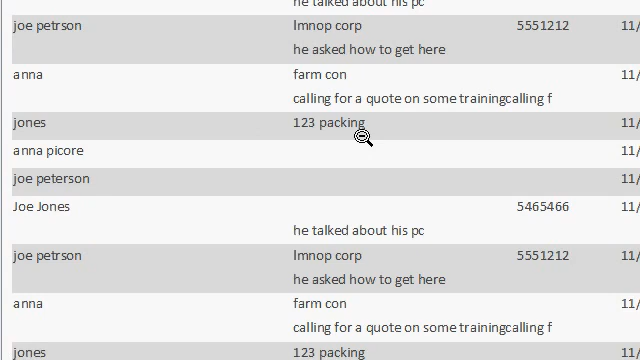 he talked about his pc
joe petrson lmnop corp 5551212 11/
he asked how to get here
anna farm con 11/
calling for a quote on some trainingcalling f
jones 123 packing 11/
anna picore 11/
joe peterson 11/
Joe Jones 5465466 11/
he talked about his pc
joe petrson lmnop corp 5551212 11/
he asked how to get here
anna farm con 11/
calling for a quote on some trainingcalling f
jones 123 packing 11/